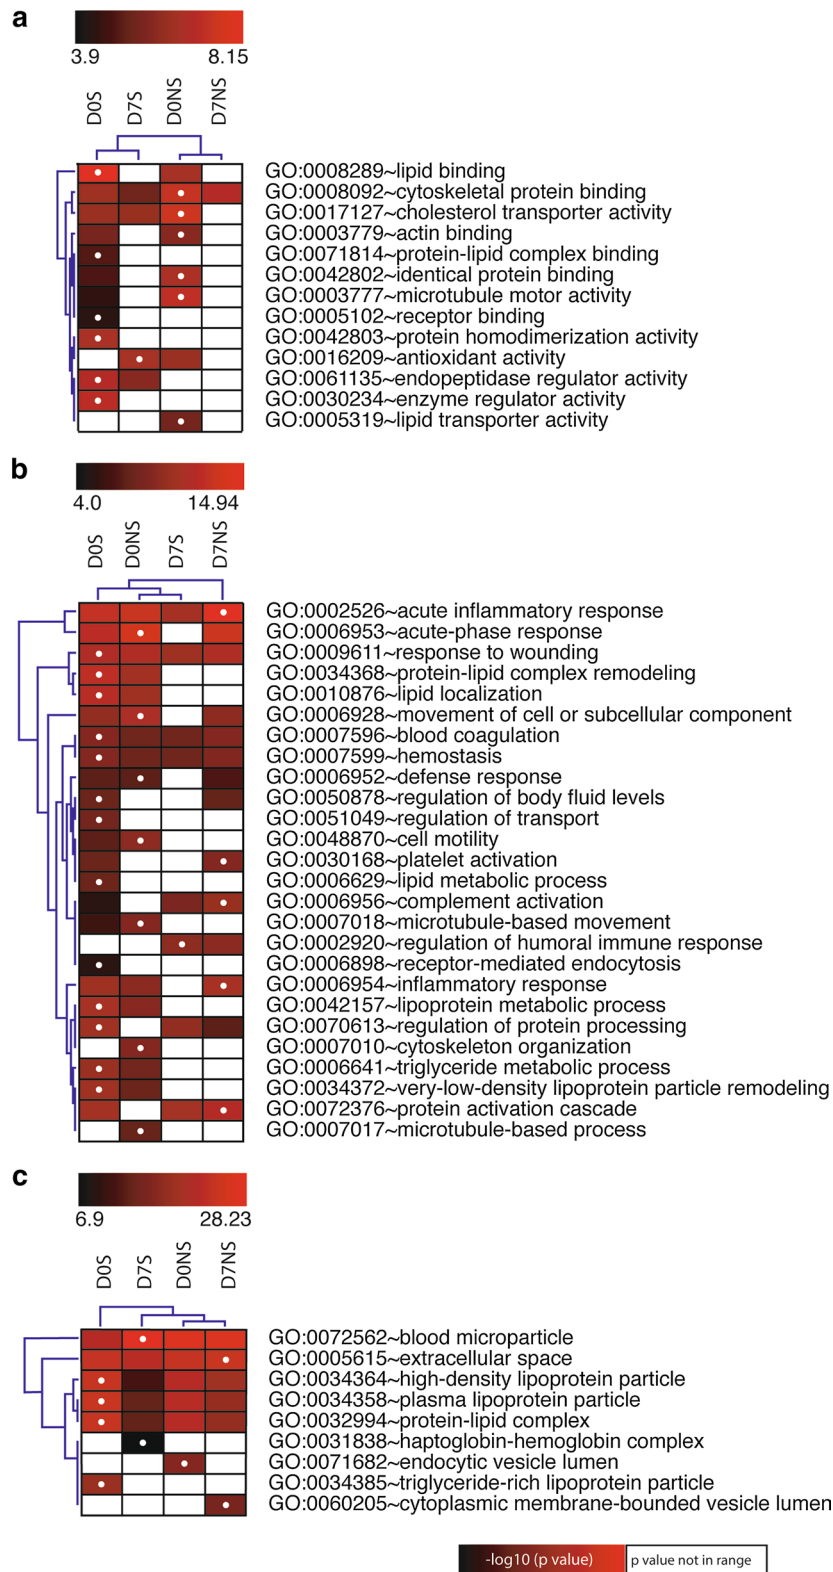 a
3.9 8.15
D0S D7S D0NS D7NS
GO:0008289~lipid binding
GO:0008092~cytoskeletal protein binding
GO:0017127~cholesterol transporter activity
GO:0003779~actin binding
GO:0071814~protein-lipid complex binding
GO:0042802~identical protein binding
GO:0003777~microtubule motor activity
GO:0005102~receptor binding
GO:0042803~protein homodimerization activity
GO:0016209~antioxidant activity
GO:0061135~endopeptidase regulator activity
GO:0030234~enzyme regulator activity
GO:0005319~lipid transporter activity
b
4.0 14.94
D0S D0NS D7S D7NS
GO:0002526~acute inflammatory response
GO:0006953~acute-phase response
GO:0009611~response to wounding
GO:0034368~protein-lipid complex remodeling
GO:0010876~lipid localization
GO:0006928~movement of cell or subcellular component
GO:0007596~blood coagulation
GO:0007599~hemostasis
GO:0006952~defense response
GO:0050878~regulation of body fluid levels
GO:0051049~regulation of transport
GO:0048870~cell motility
GO:0030168~platelet activation
GO:0006629~lipid metabolic process
GO:0006956~complement activation
GO:0007018~microtubule-based movement
GO:0002920~regulation of humoral immune response
GO:0006898~receptor-mediated endocytosis
GO:0006954~inflammatory response
GO:0042157~lipoprotein metabolic process
GO:0070613~regulation of protein processing
GO:0007010~cytoskeleton organization
GO:0006641~triglyceride metabolic process
GO:0034372~very-low-density lipoprotein particle remodeling
GO:0072376~protein activation cascade
GO:0007017~microtubule-based process
c
6.9 28.23
D0S D7S D0NS D7NS
GO:0072562~blood microparticle
GO:0005615~extracellular space
GO:0034364~high-density lipoprotein particle
GO:0034358~plasma lipoprotein particle
GO:0032994~protein-lipid complex
GO:0031838~haptoglobin-hemoglobin complex
GO:0071682~endocytic vesicle lumen
GO:0034385~triglyceride-rich lipoprotein particle
GO:0060205~cytoplasmic membrane-bounded vesicle lumen
-log10 (p value) p value not in range